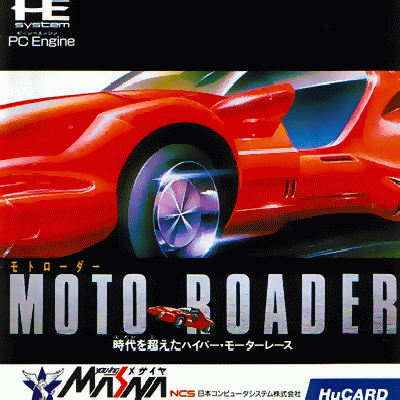 HE
system
ピーシーエンジン
PC Engine
モトローダー
MOTO ROADER
時代を超えたハイパー・モーターレース
メサイヤ
MASAYA
NCS 日本コンピュータシステム株式会社
HuCARD